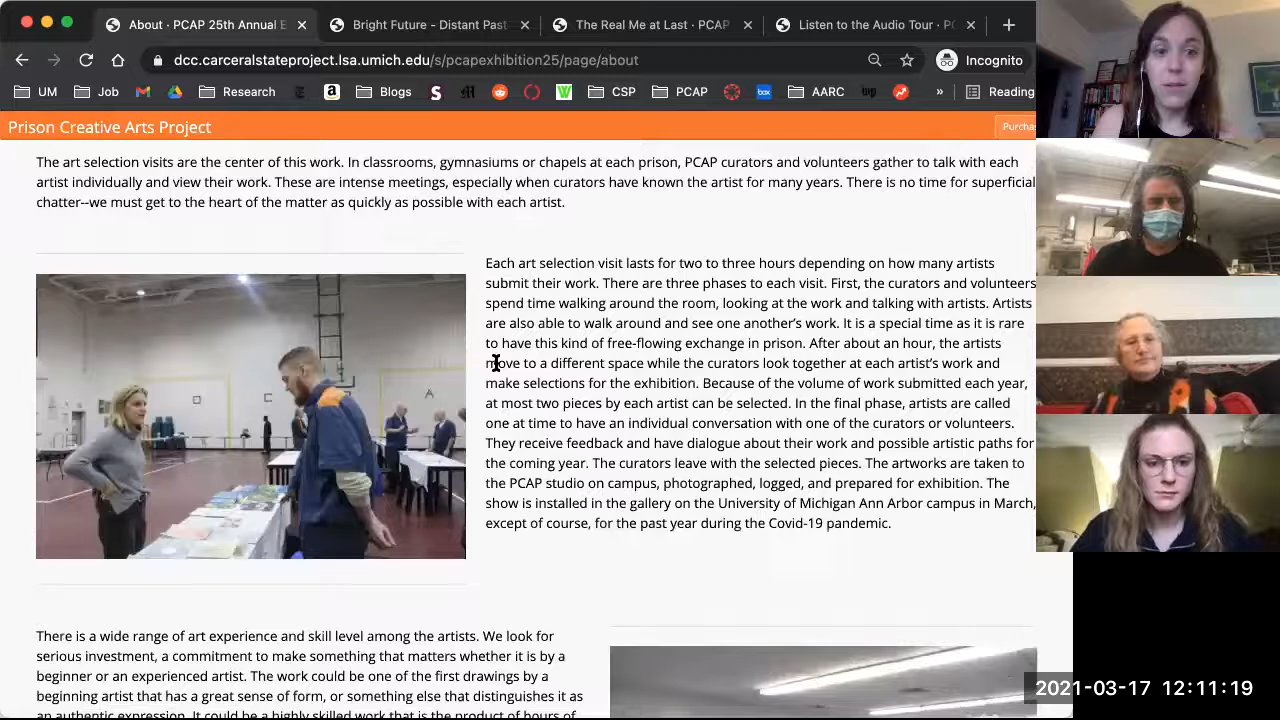 About · PCAP 25th Annual E
Bright Future - Distant Past
The Real Me at Last · PCAP
Listen to the Audio Tour · PC
dcc.carceralstateproject.lsa.umich.edu/s/pcapexhibition25/page/about
Incognito
UM
Job
Research
Blogs
CSP
PCAP
AARC
Reading
Prison Creative Arts Project
Purchas
The art selection visits are the center of this work. In classrooms, gymnasiums or chapels at each prison, PCAP curators and volunteers gather to talk with each
artist individually and view their work. These are intense meetings, especially when curators have known the artist for many years. There is no time for superficial
chatter--we must get to the heart of the matter as quickly as possible with each artist.
Each art selection visit lasts for two to three hours depending on how many artists
submit their work. There are three phases to each visit. First, the curators and volunteers
spend time walking around the room, looking at the work and talking with artists. Artists
are also able to walk around and see one another's work. It is a special time as it is rare
to have this kind of free-flowing exchange in prison. After about an hour, the artists
move to a different space while the curators look together at each artist's work and
make selections for the exhibition. Because of the volume of work submitted each year,
at most two pieces by each artist can be selected. In the final phase, artists are called
one at time to have an individual conversation with one of the curators or volunteers.
They receive feedback and have dialogue about their work and possible artistic paths for
the coming year. The curators leave with the selected pieces. The artworks are taken to
the PCAP studio on campus, photographed, logged, and prepared for exhibition. The
show is installed in the gallery on the University of Michigan Ann Arbor campus in March,
except of course, for the past year during the Covid-19 pandemic.
There is a wide range of art experience and skill level among the artists. We look for
serious investment, a commitment to make something that matters whether it is by a
beginner or an experienced artist. The work could be one of the first drawings by a
beginning artist that has a great sense of form, or something else that distinguishes it as
an authentic expression. It could be a highly skilled work that is the product of hours of
2021-03-17 12:11:19